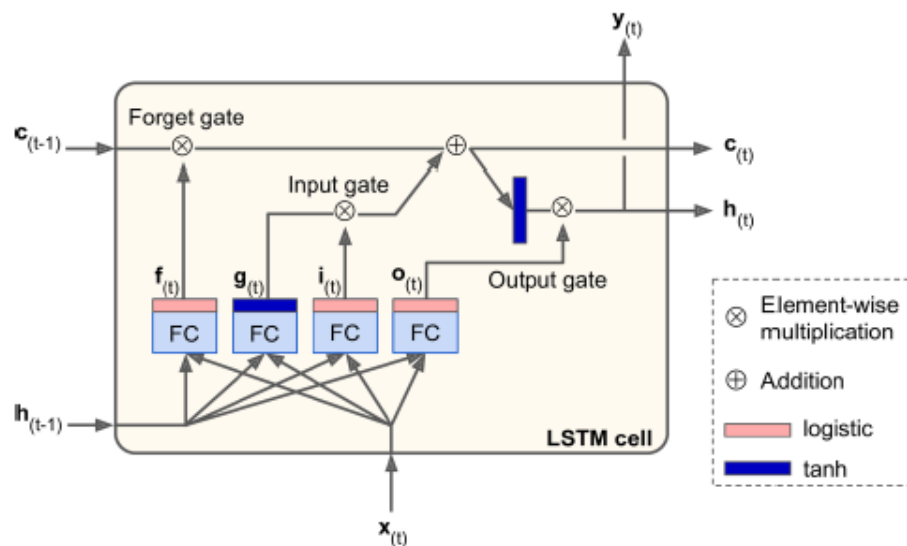 y(t)
Forget gate
c(t-1)
c(t)
Input gate
h(t)
f(t) g(t) i(t) o(t)
Output gate
FC FC FC FC
Element-wise
multiplication
Addition
h(t-1)
LSTM cell
logistic
tanh
x(t)